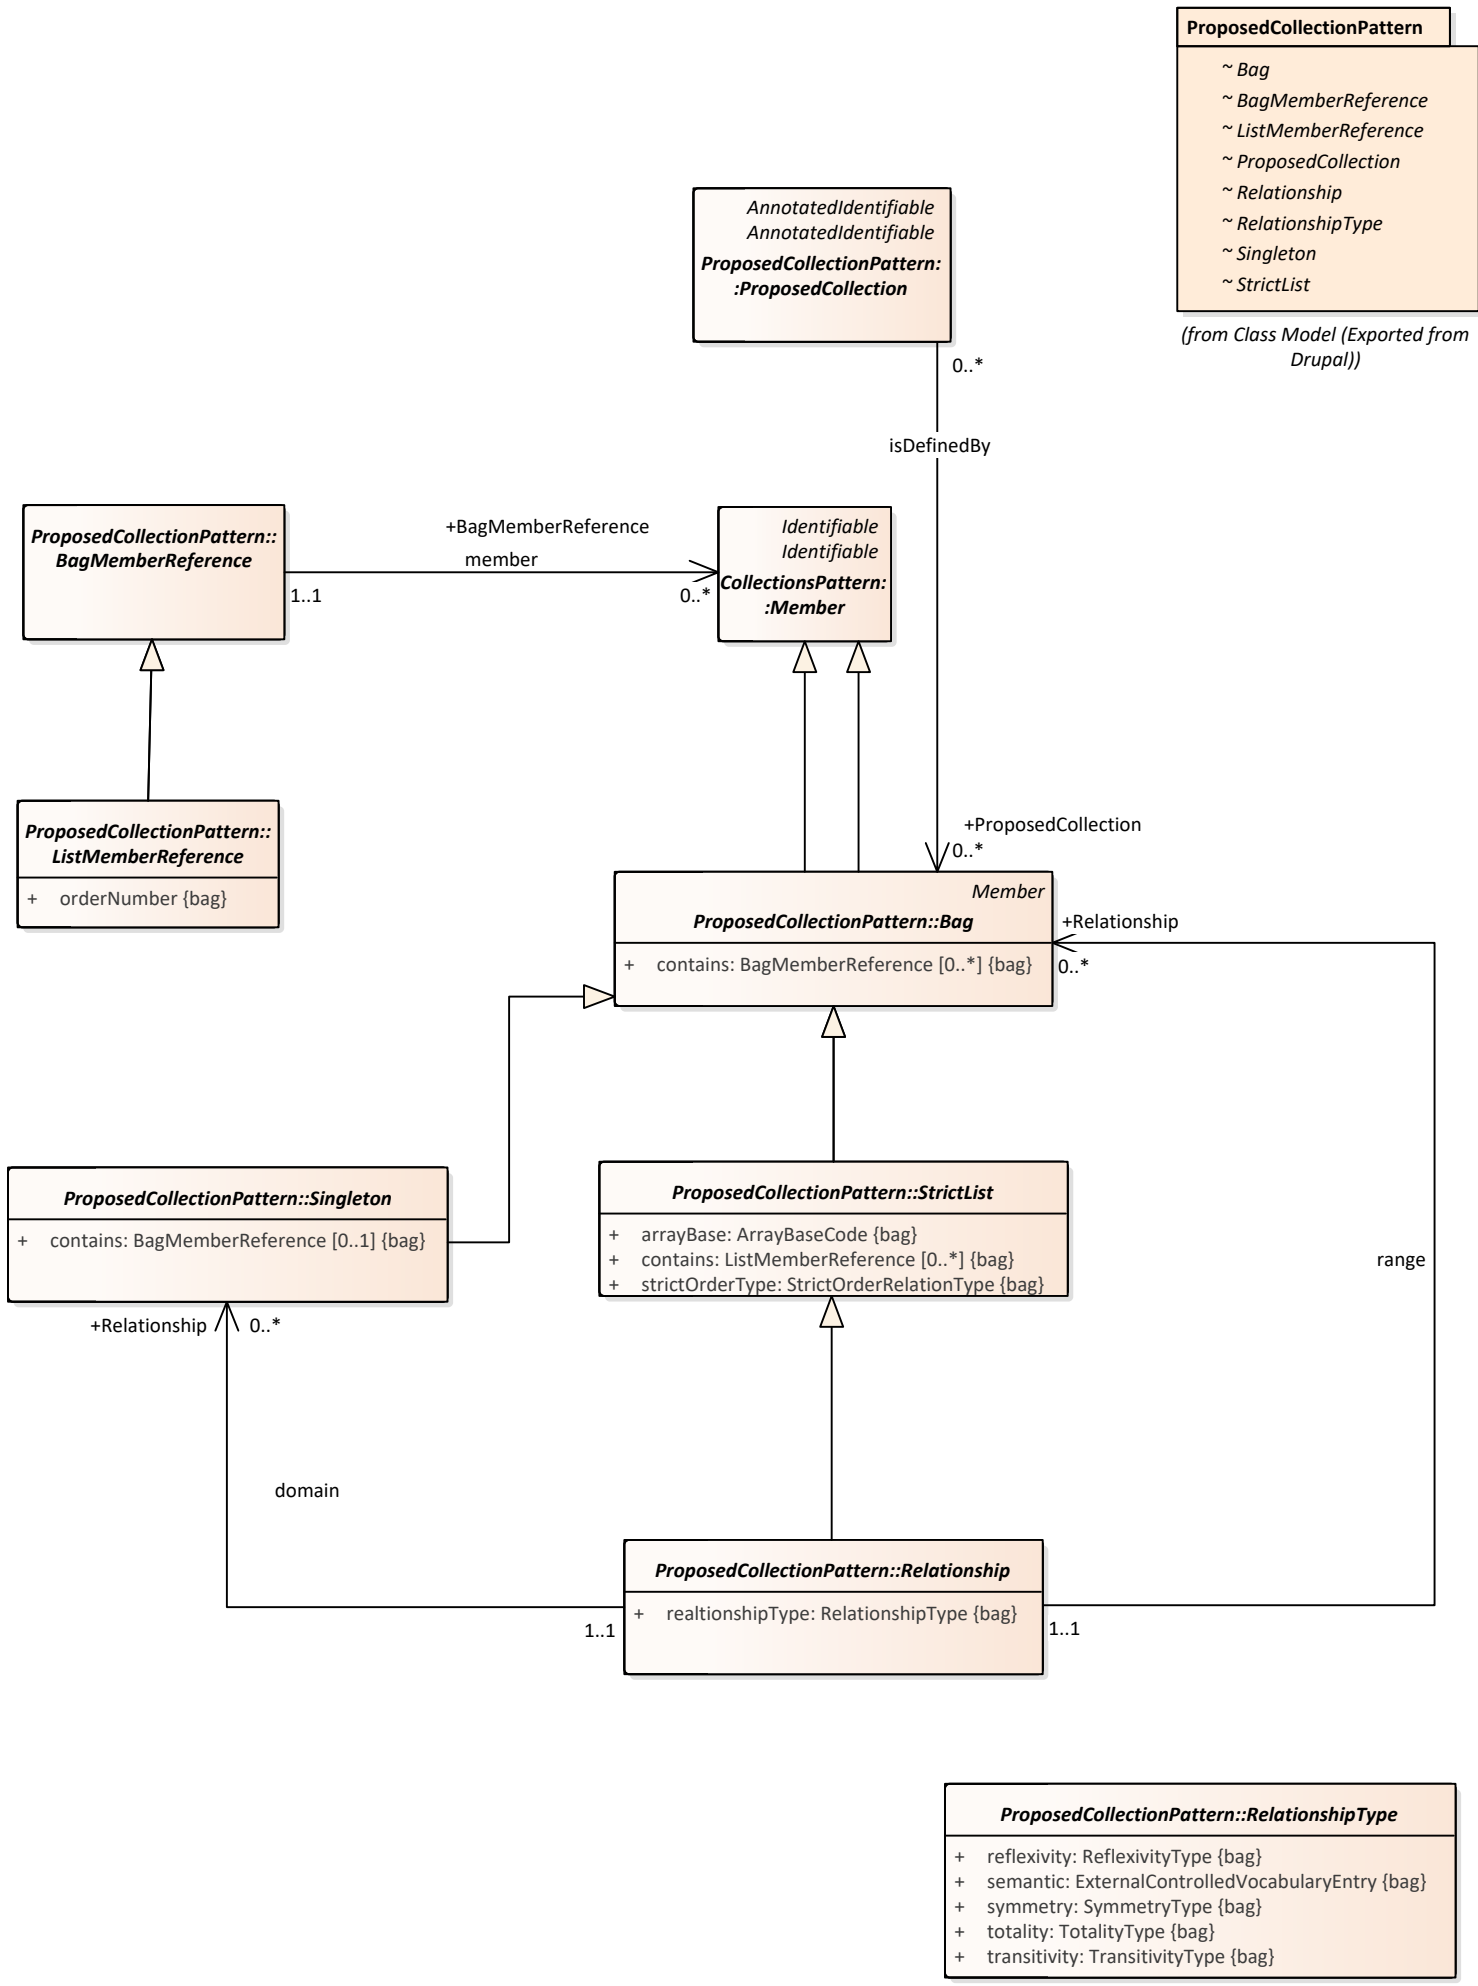 ProposedCollectionPattern
~ Bag
~ BagMemberReference
~ ListMemberReference
~ ProposedCollection
~ Relationship
~ RelationshipType
~ Singleton
~ StrictList
(from Class Model (Exported from
Drupal))
AnnotatedIdentifiable
AnnotatedIdentifiable
ProposedCollectionPattern:
:ProposedCollection
0..*
isDefinedBy
ProposedCollectionPattern::
BagMemberReference
+BagMemberReference
member
1..1
0..*
Identifiable
Identifiable
CollectionsPattern:
:Member
ProposedCollectionPattern::
ListMemberReference
+ orderNumber {bag}
+ProposedCollection
0..*
Member
ProposedCollectionPattern::Bag
+ contains: BagMemberReference [0..*] {bag}
+Relationship
0..*
ProposedCollectionPattern::Singleton
+ contains: BagMemberReference [0..1] {bag}
ProposedCollectionPattern::StrictList
+ arrayBase: ArrayBaseCode {bag}
+ contains: ListMemberReference [0..*] {bag}
+ strictOrderType: StrictOrderRelationType {bag}
range
+Relationship
0..*
domain
ProposedCollectionPattern::Relationship
+ realtionshipType: RelationshipType {bag}
1..1
1..1
ProposedCollectionPattern::RelationshipType
+ reflexivity: ReflexivityType {bag}
+ semantic: ExternalControlledVocabularyEntry {bag}
+ symmetry: SymmetryType {bag}
+ totality: TotalityType {bag}
+ transitivity: TransitivityType {bag}